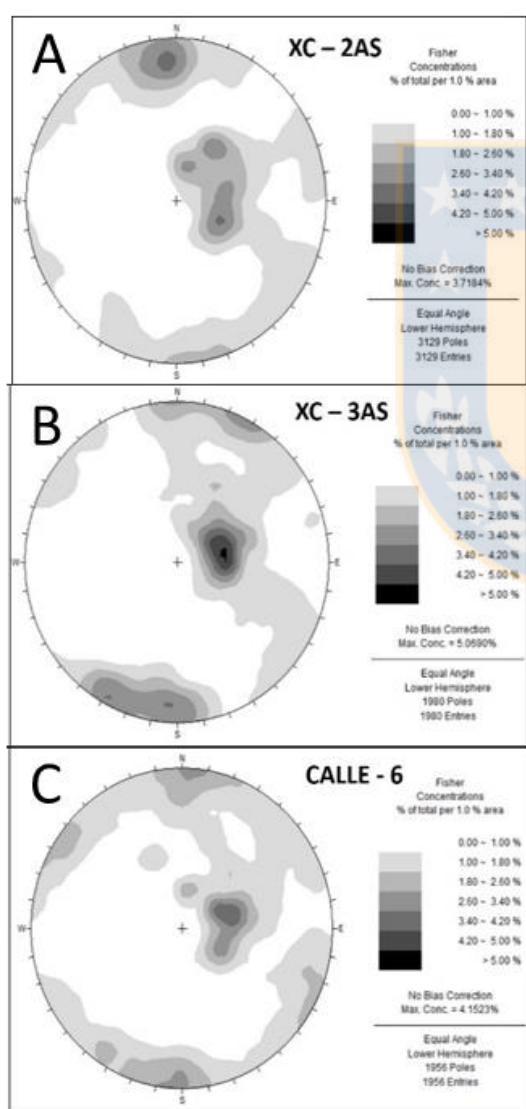 A
XC – 2AS
N
W
E
S
Fisher
Concentrations
% of total per 1.0 % area
0.00 ~ 1.00 %
1.00 ~ 1.80 %
1.80 ~ 2.60 %
2.60 ~ 3.40 %
3.40 ~ 4.20 %
4.20 ~ 5.00 %
> 5.00 %
No Bias Correction
Max. Conc. = 3.7184%
Equal Angle
Lower Hemisphere
3129 Poles
3129 Entries
B
XC – 3AS
N
W
E
S
Fisher
Concentrations
% of total per 1.0 % area
0.00 ~ 1.00 %
1.00 ~ 1.80 %
1.80 ~ 2.60 %
2.60 ~ 3.40 %
3.40 ~ 4.20 %
4.20 ~ 5.00 %
> 5.00 %
No Bias Correction
Max. Conc. = 5.0690%
Equal Angle
Lower Hemisphere
1980 Poles
1980 Entries
C
CALLE - 6
N
W
E
S
Fisher
Concentrations
% of total per 1.0 % area
0.00 ~ 1.00 %
1.00 ~ 1.80 %
1.80 ~ 2.60 %
2.60 ~ 3.40 %
3.40 ~ 4.20 %
4.20 ~ 5.00 %
> 5.00 %
No Bias Correction
Max. Conc. = 4.1523%
Equal Angle
Lower Hemisphere
1956 Poles
1956 Entries